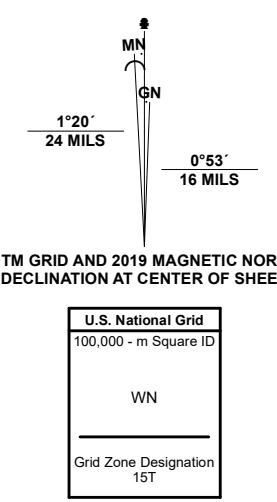 MN
GN
1°20´
24 MILS
0°53´
16 MILS
TM GRID AND 2019 MAGNETIC NOR
DECLINATION AT CENTER OF SHEE
U.S. National Grid
100,000 - m Square ID
WN
Grid Zone Designation
15T